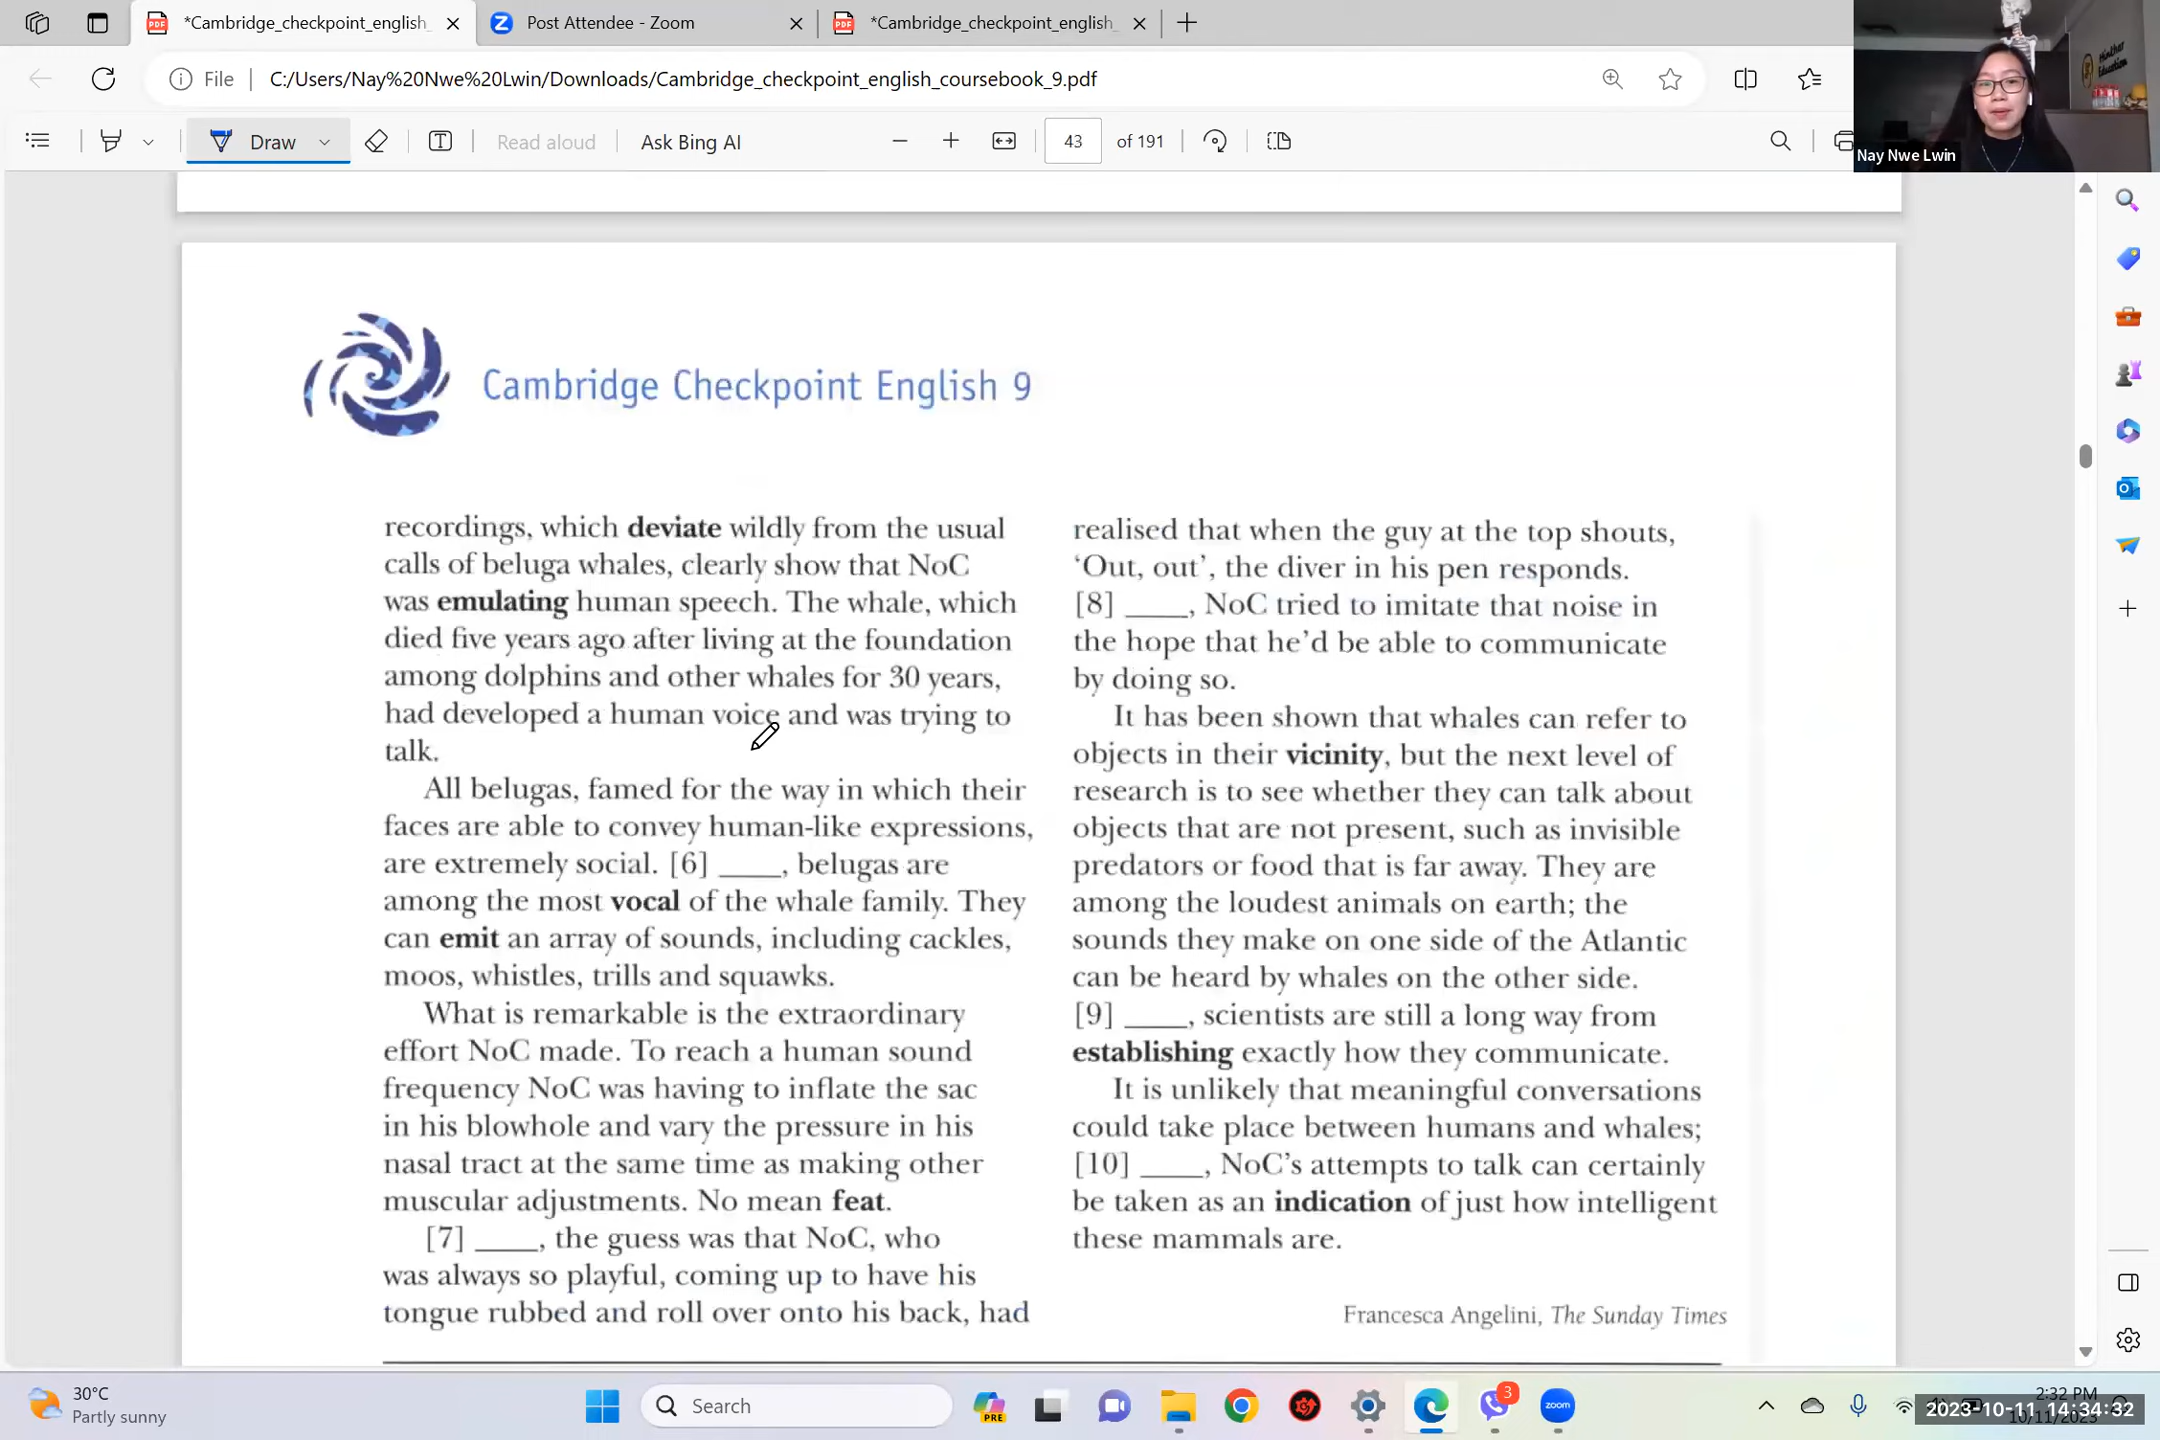 *Cambridge_checkpoint_english_
Post Attendee - Zoom
*Cambridge_checkpoint_english_
File
C:/Users/Nay%20Nwe%20Lwin/Downloads/Cambridge_checkpoint_english_coursebook_9.pdf
Draw
Read aloud
Ask Bing AI
43
of 191
Hinthar
Education
Nay Nwe Lwin
Cambridge Checkpoint English 9
recordings, which deviate wildly from the usual
calls of beluga whales, clearly show that NoC
was emulating human speech. The whale, which
died five years ago after living at the foundation
among dolphins and other whales for 30 years,
had developed a human voice and was trying to
talk.
All belugas, famed for the way in which their
faces are able to convey human-like expressions,
are extremely social. [6] ____, belugas are
among the most vocal of the whale family. They
can emit an array of sounds, including cackles,
moos, whistles, trills and squawks.
What is remarkable is the extraordinary
effort NoC made. To reach a human sound
frequency NoC was having to inflate the sac
in his blowhole and vary the pressure in his
nasal tract at the same time as making other
muscular adjustments. No mean feat.
[7] ____, the guess was that NoC, who
was always so playful, coming up to have his
tongue rubbed and roll over onto his back, had
realised that when the guy at the top shouts,
‘Out, out’, the diver in his pen responds.
[8] ____, NoC tried to imitate that noise in
the hope that he’d be able to communicate
by doing so.
It has been shown that whales can refer to
objects in their vicinity, but the next level of
research is to see whether they can talk about
objects that are not present, such as invisible
predators or food that is far away. They are
among the loudest animals on earth; the
sounds they make on one side of the Atlantic
can be heard by whales on the other side.
[9] ____, scientists are still a long way from
establishing exactly how they communicate.
It is unlikely that meaningful conversations
could take place between humans and whales;
[10] ____, NoC’s attempts to talk can certainly
be taken as an indication of just how intelligent
these mammals are.
Francesca Angelini, The Sunday Times
30°C
Partly sunny
Search
PRE
3
zoom
2:32 PM
2023-10-11 14:34:32
10/11/2023